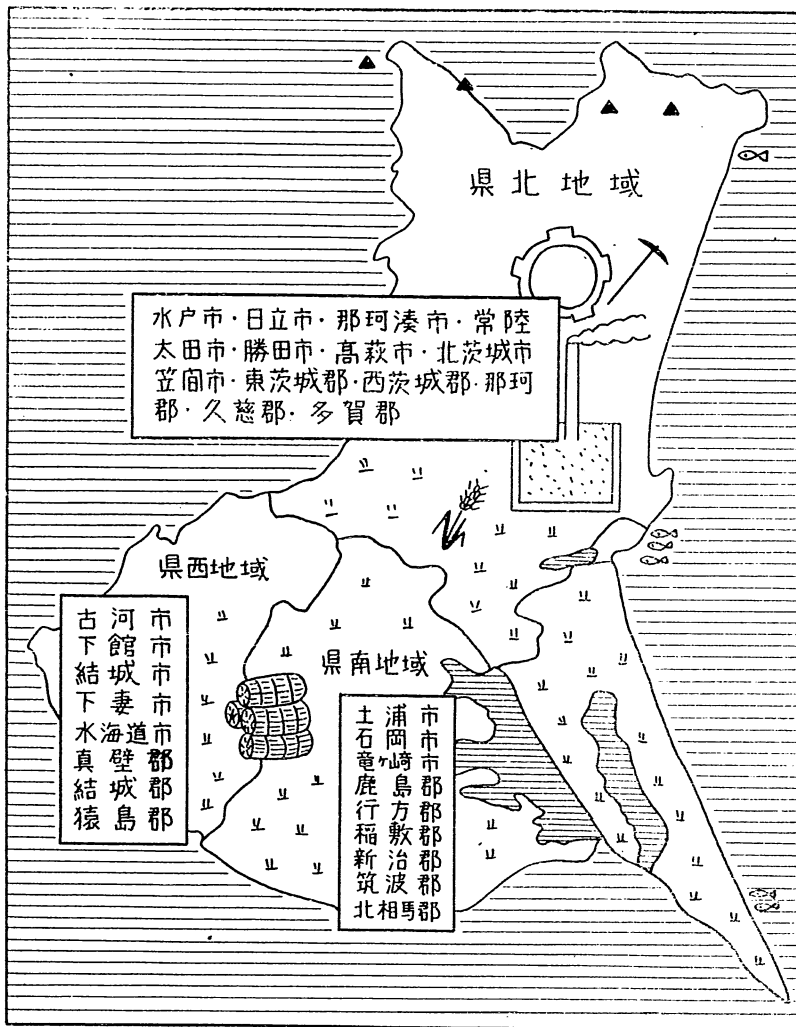 県北地域
水戸市・日立市・那珂湊市・常陸
太田市・勝田市・高萩市・北茨城市
笠間市・東茨城郡・西茨城郡・那珂
郡・久慈郡・多賀郡
県西地域
古河市
下館市
結城市
下妻市
水海道市
真壁郡
結城郡
猿島郡
県南地域
土浦市
石岡市
竜ヶ崎市
鹿島郡
行方郡
稲敷郡
新治郡
筑波郡
北相馬郡